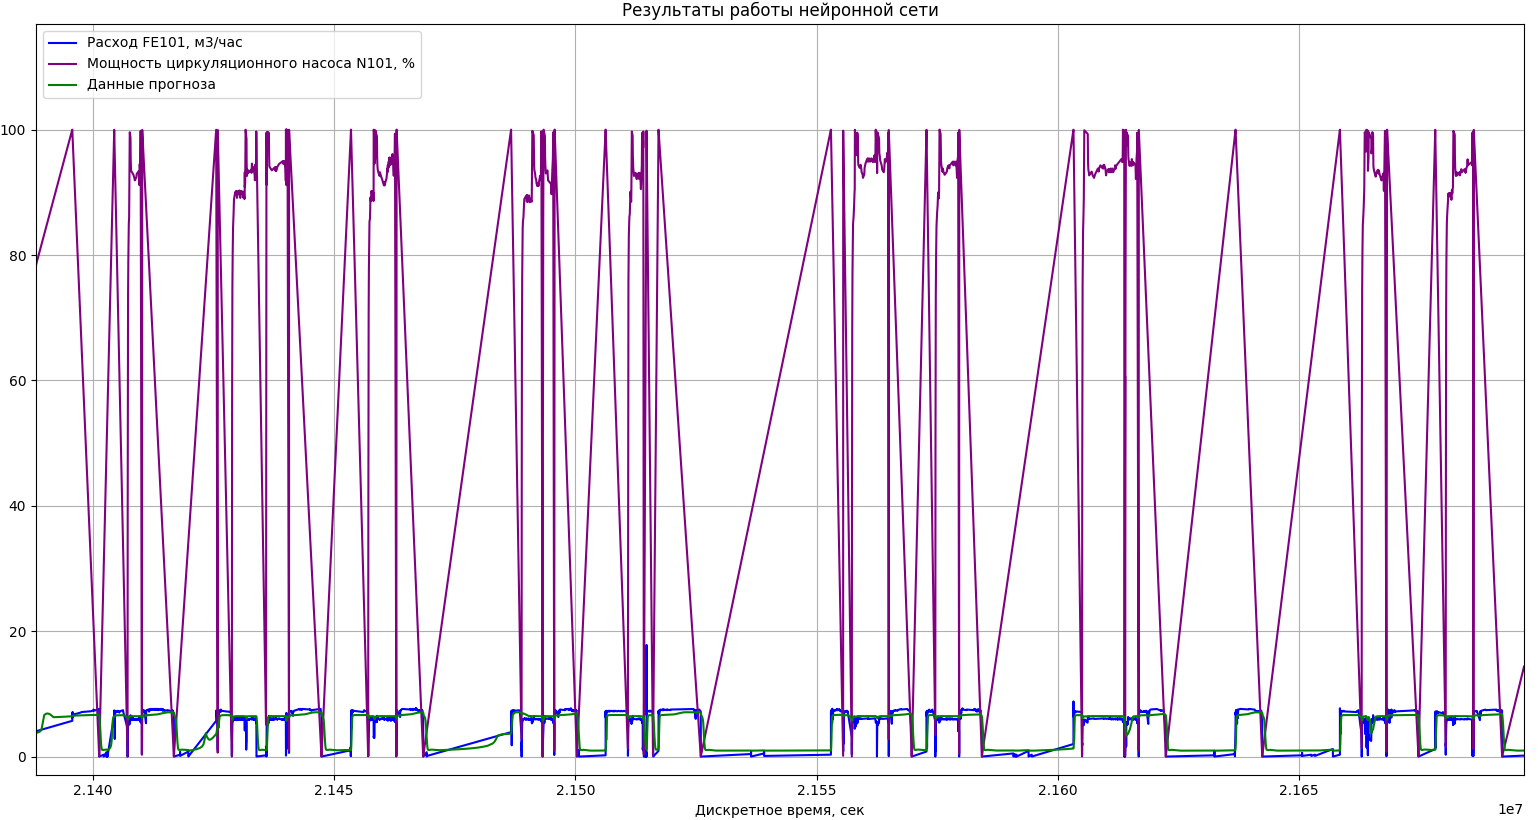 Результаты работы нейронной сети
Расход FE101, м3/час
Мощность циркуляционного насоса N101, %
Данные прогноза
100
80
60
40
20
0
2.140
2.145
2.150
2.155
2.160
2.165
1e7
Дискретное время, сек